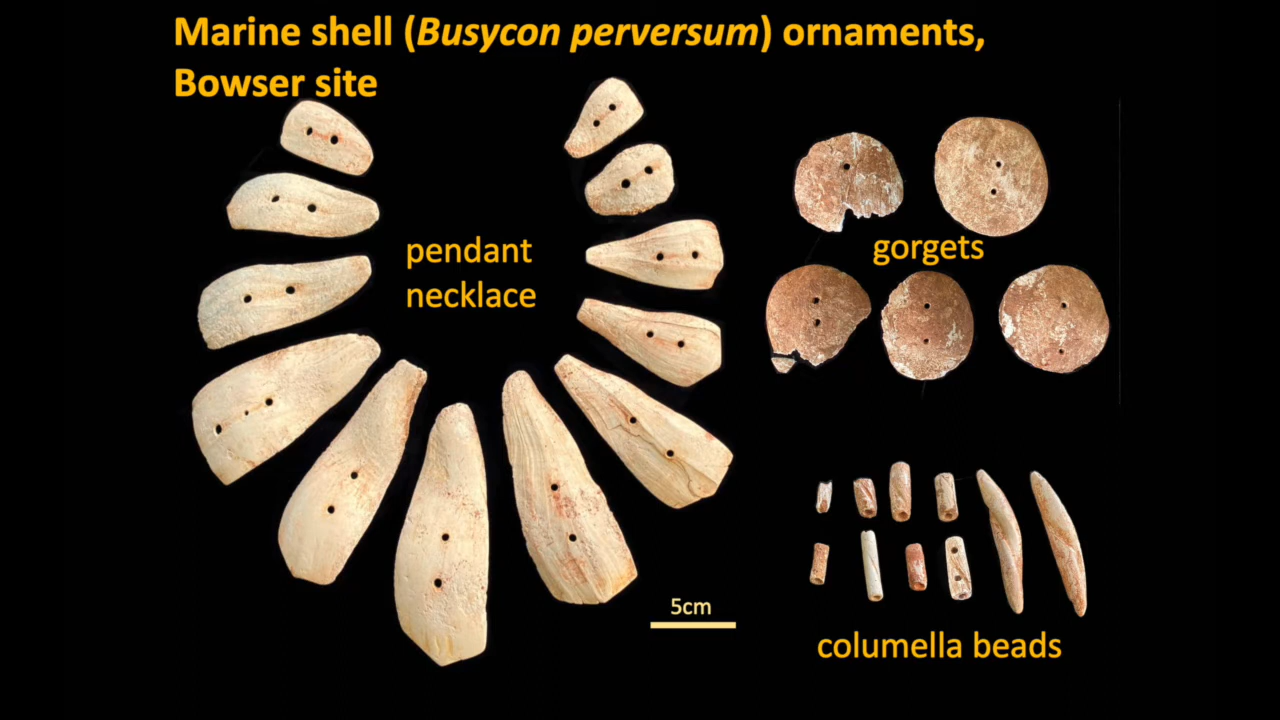 Marine shell (Busycon perversum) ornaments,
Bowser site
pendant
necklace
gorgets
5cm
columella beads